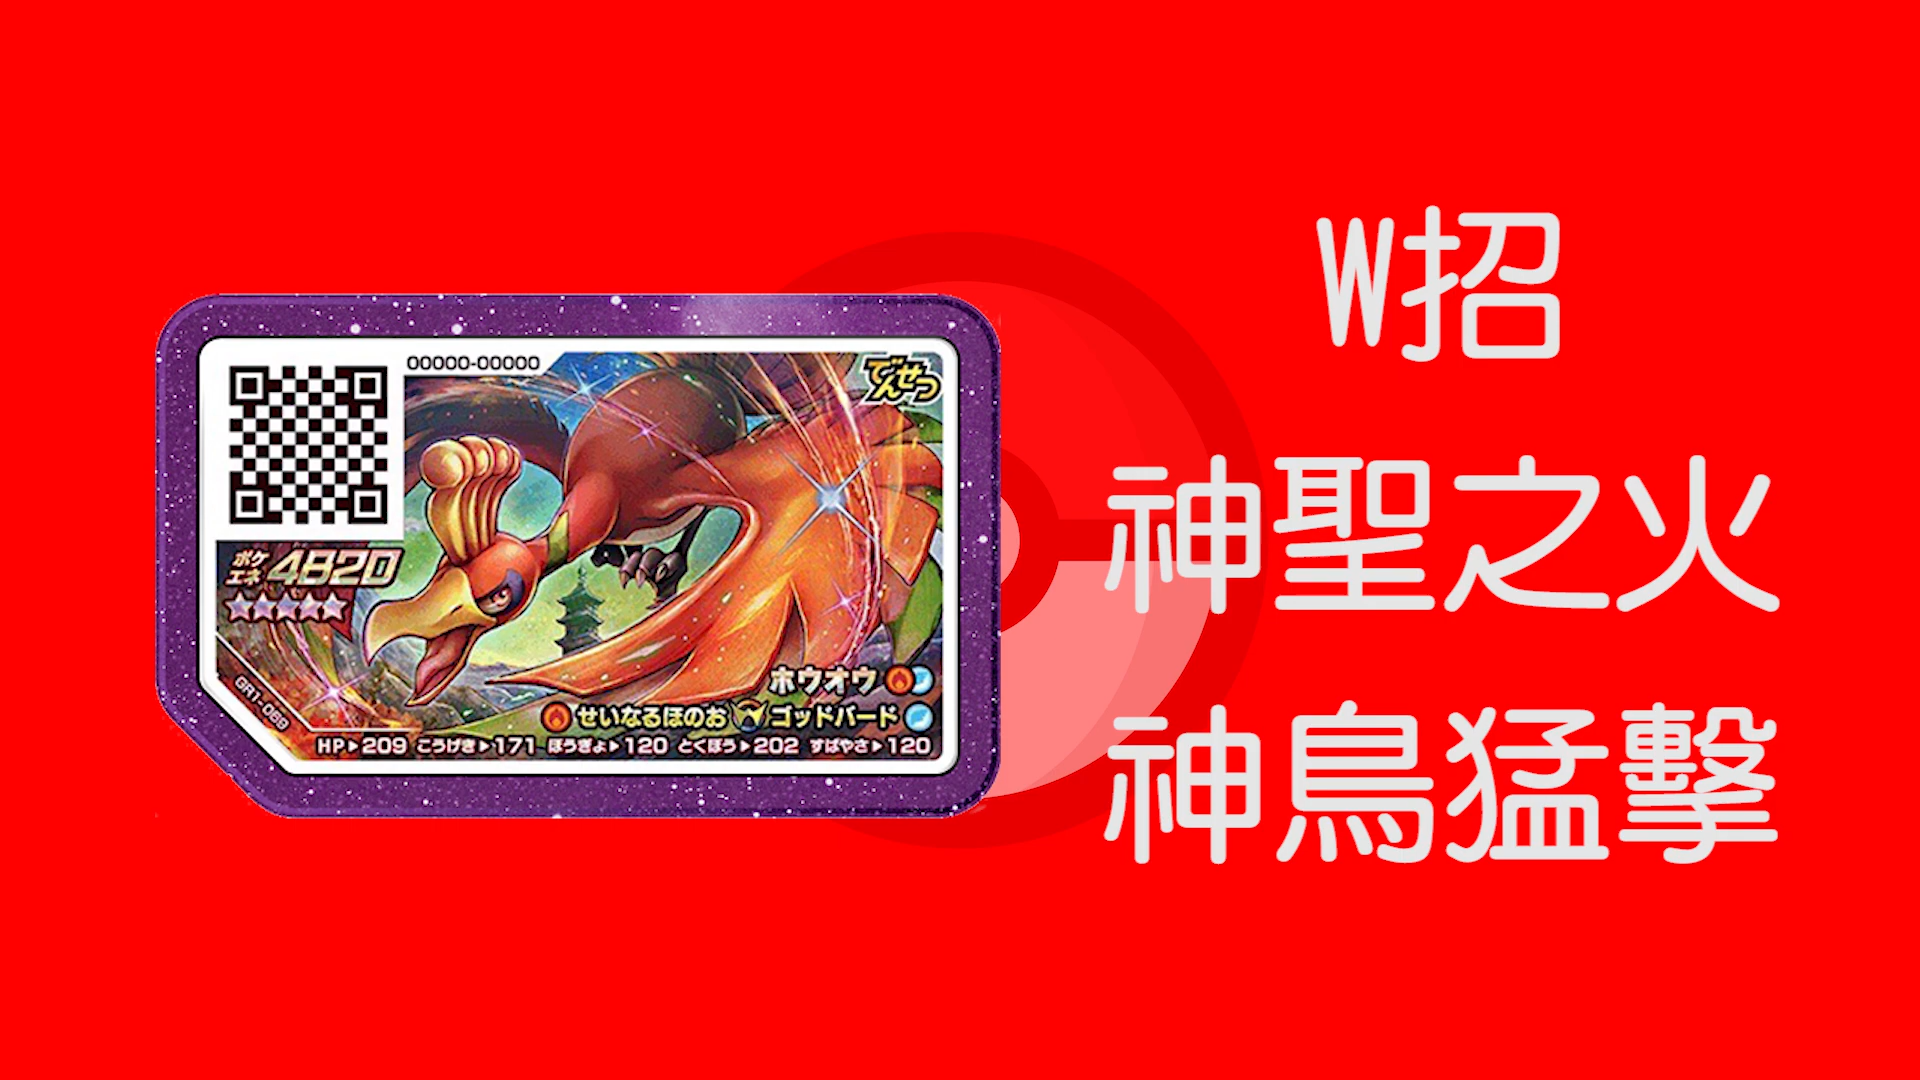 00000-00000
でんせつ
ポケエネ 4820
GR1-069
ホウオウ
せいなるほのお W ゴッドバード
HP▶209 こうげき▶171 ぼうぎょ▶120 とくぼう▶202 すばやさ▶120
W招
神聖之火
神鳥猛擊